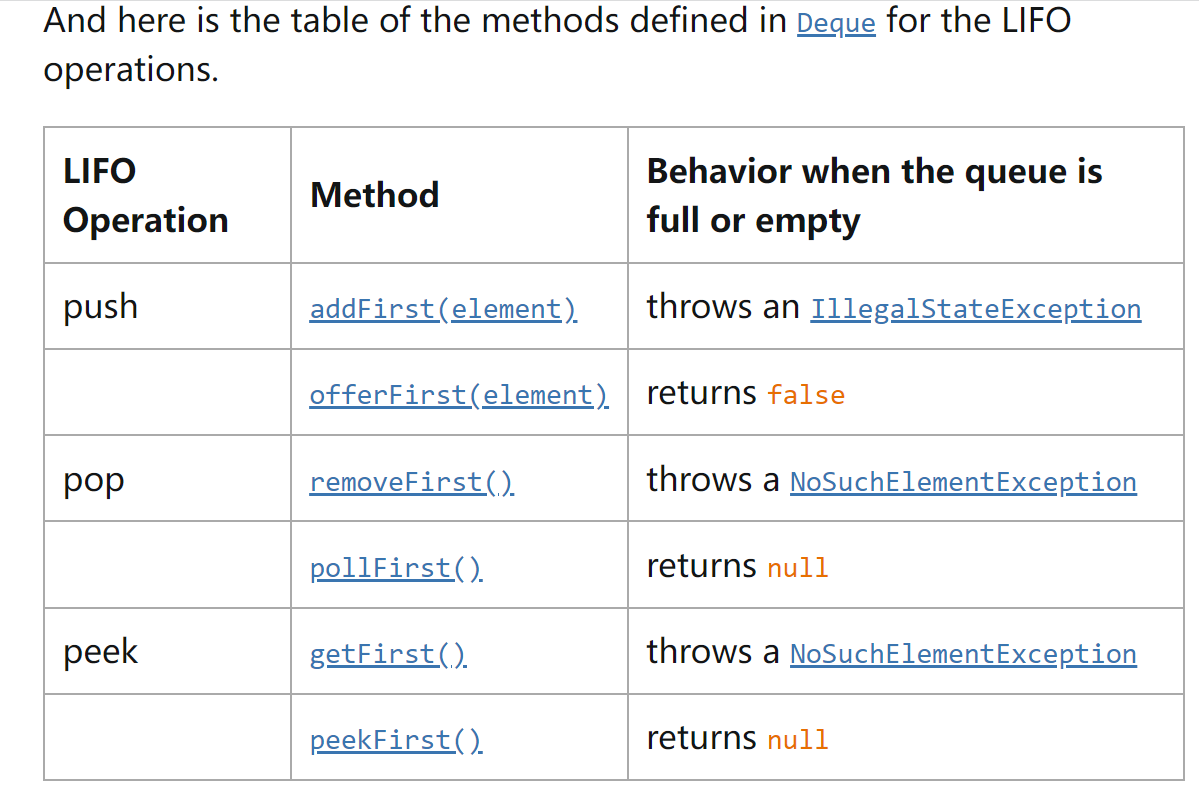 And here is the table of the methods defined in Deque for the LIFO
operations.
LIFO
Operation
Method
Behavior when the queue is
full or empty
push
addFirst(element)
throws an IllegalStateException
offerFirst(element)
returns false
pop
removeFirst()
throws a NoSuchElementException
pollFirst()
returns null
peek
getFirst()
throws a NoSuchElementException
peekFirst()
returns null